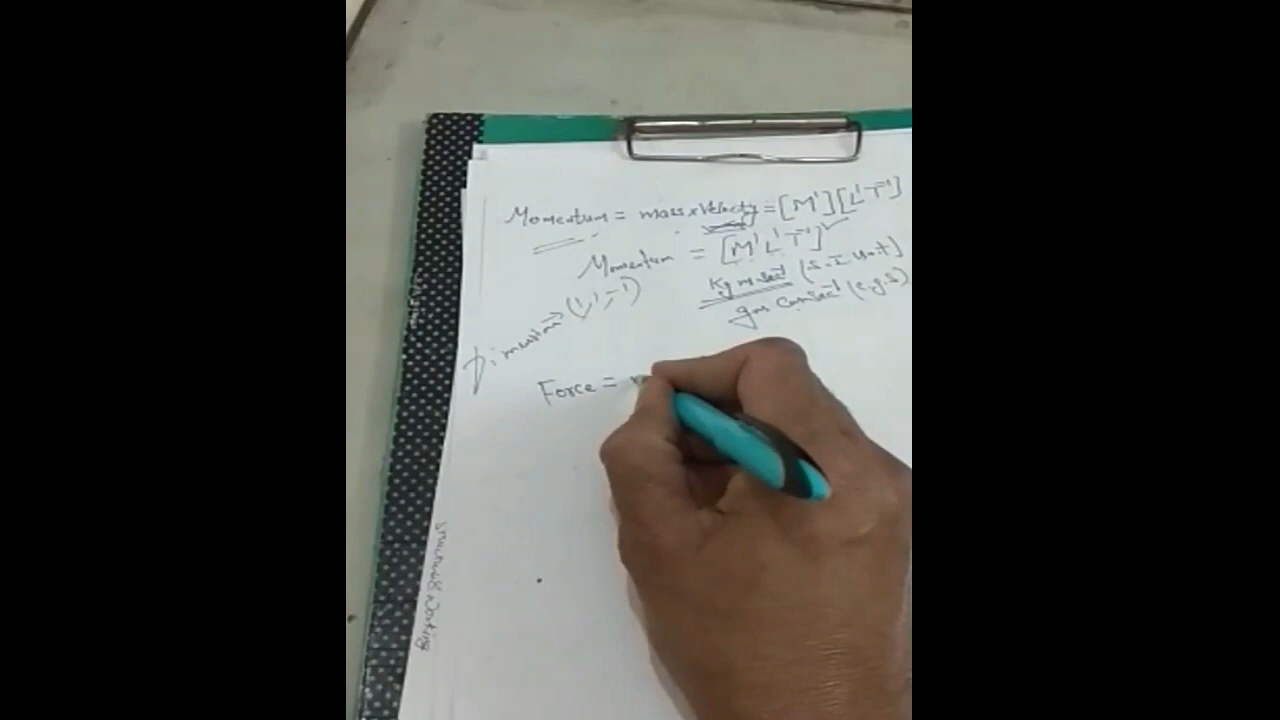 Momentum = mass x Velocity = [M¹][L¹T⁻¹]
Momentum = [M¹L¹T⁻¹]
Kg m Sec⁻¹ (S.I Unit)
gm Cm Sec⁻¹ (C.g.S)
Dimension → (1, 1, -1)
Force =